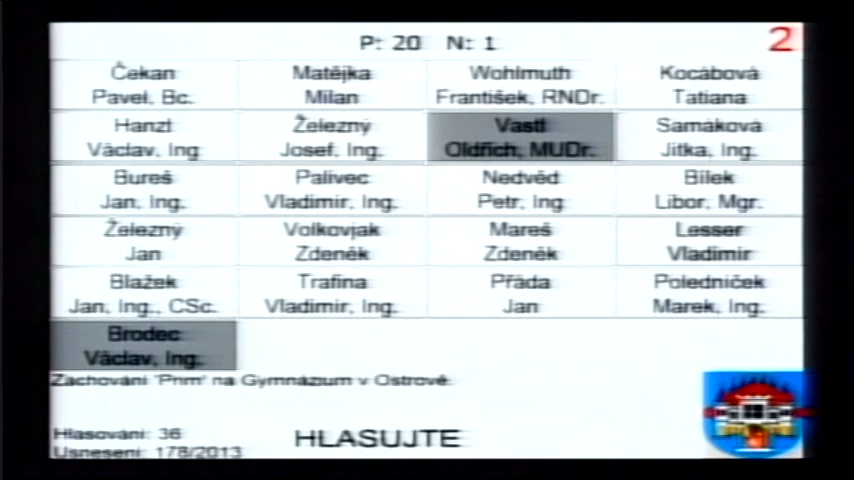 P: 20 N: 1 2
Čekan Matějka Wohlmuth Kocábová
Pavel, Bc. Milan František, RNDr. Tatiana
Hanzl Železný Vastl Samáková
Václav, Ing Josef, Ing. Oldřich, MUDr. Jitka, Ing.
Bureš Palivec Nedvěd Bílek
Jan, Ing. Vladimír, Ing. Petr, Ing Libor, Mgr.
Železný Volkovjak Mareš Lesser
Jan Zdeněk Zdeněk Vladimír
Blažek Trafina Přáda Poledníček
Jan, Ing., CSc. Vladimír, Ing. Jan Marek, Ing.
Brodec
Václav, Ing.
Zachování 'Prim' na Gymnázium v Ostrově.
Hlasování: 36 HLASUJTE
Usnesení: 178/2013